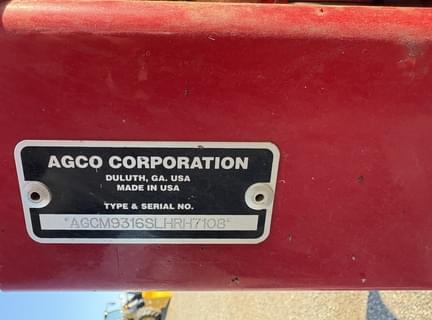 AGCO CORPORATION
DULUTH, GA. USA
MADE IN USA
TYPE & SERIAL NO.
*AGCM9316SLHRH7108*